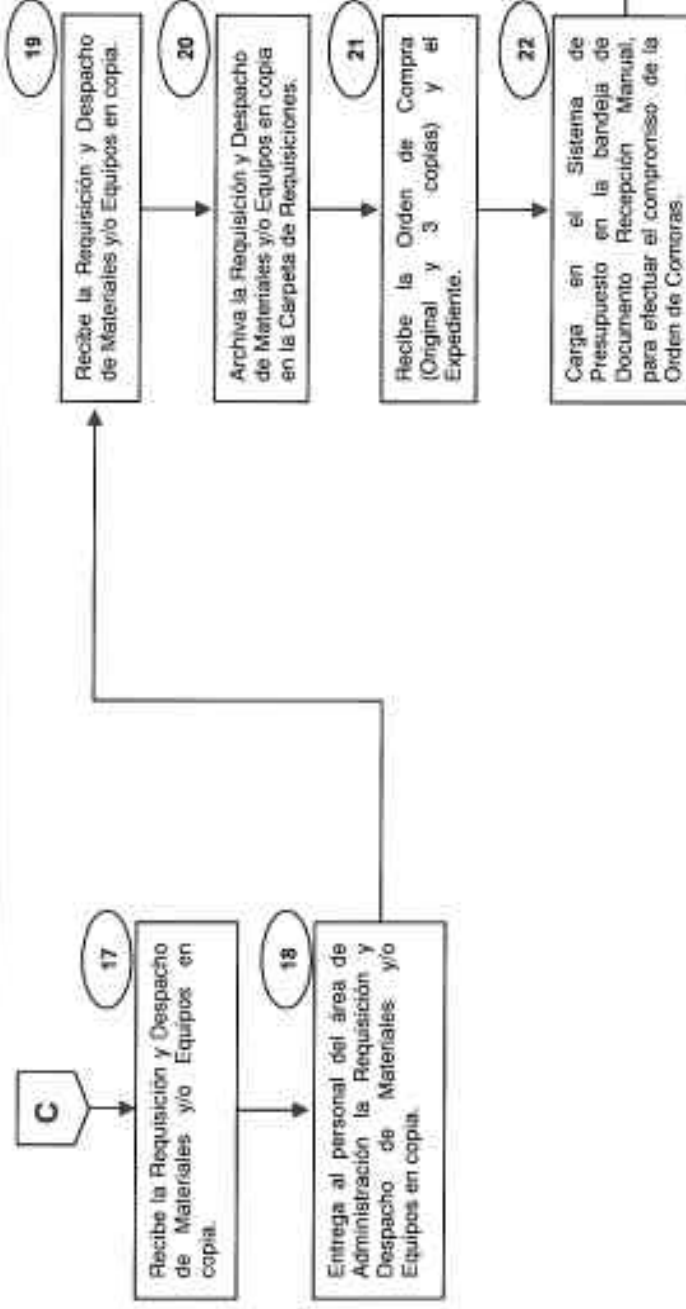 C
17
Recibe la Requisición y Despacho
de Materiales y/o Equipos en
copia.
18
Entrega al personal del área de
Administración la Requisición y
Despacho de Materiales y/o
Equipos en copia.
19
Recibe la Requisición y Despacho
de Materiales y/o Equipos en copia.
20
Archiva la Requisición y Despacho
de Materiales y/o Equipos en copia
en la Carpeta de Requisiciones.
21
Recibe la Orden de Compra
(Original y 3 copias) y el
Expediente.
22
Carga en el Sistema de
Presupuesto en la bandeja de
Documento Recepción Manual,
para efectuar el compromiso de la
Orden de Compras.